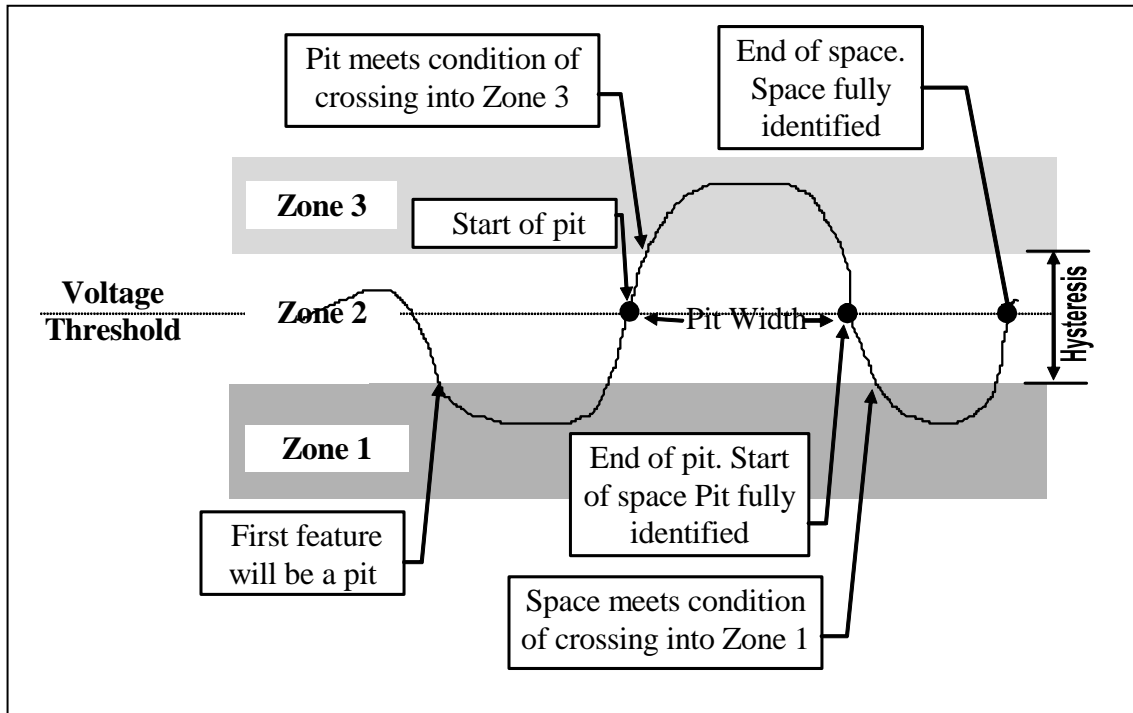 Pit meets condition of
crossing into Zone 3
End of space.
Space fully
identified
Zone 3
Start of pit
Voltage
Threshold
Zone 2
Pit Width
Hysteresis
Zone 1
End of pit. Start
of space Pit fully
identified
First feature
will be a pit
Space meets condition
of crossing into Zone 1